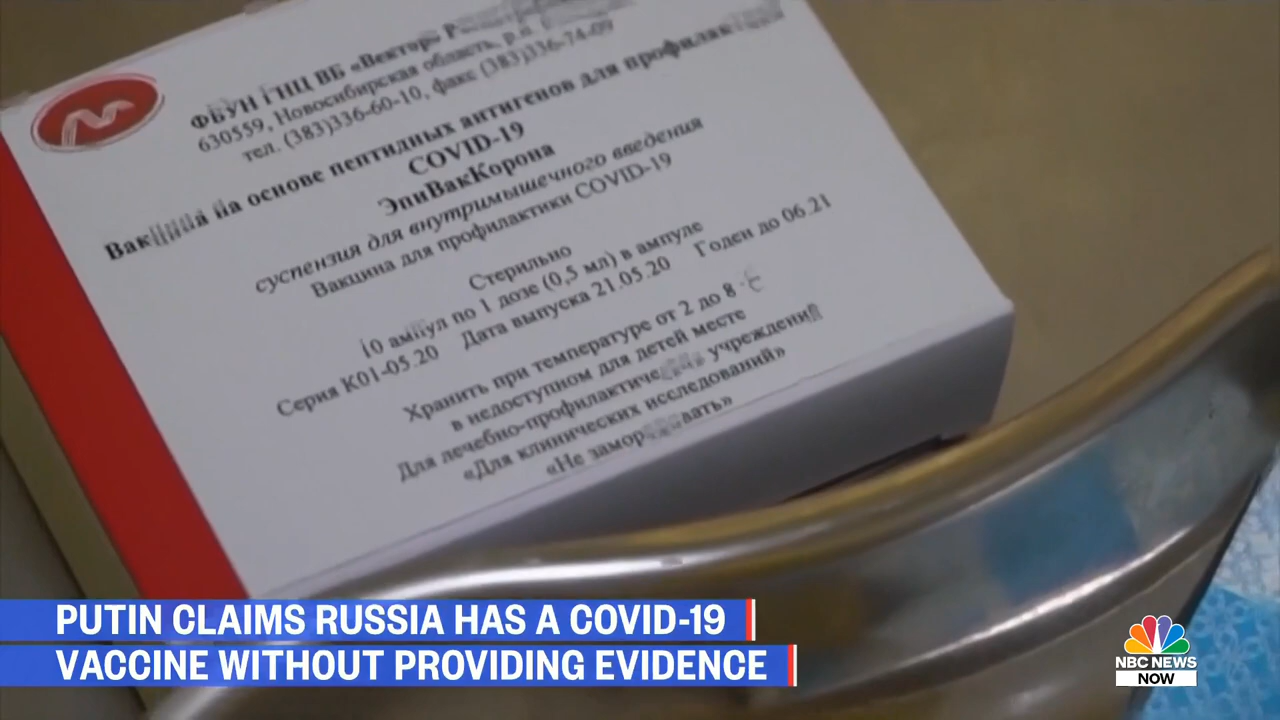 ФБУН ГНЦ ВБ «Вектор»
630559, Новосибирская область, р.п.
тел. (383)336-60-10, факс (383)336-74-09
Вакцина на основе пептидных антигенов для профилактики
COVID-19
ЭпиВакКорона
суспензия для внутримышечного введения
Вакцина для профилактики COVID-19
Стерильно
10 ампул по 1 дозе (0,5 мл) в ампуле
Серия К01-05.20 Дата выпуска 21.05.20 Годен до 06.21
Хранить при температуре от 2 до 8 °С
в недоступном для детей месте
Для лечебно-профилактических учреждений
«Для клинических исследований»
«Не замораживать»
PUTIN CLAIMS RUSSIA HAS A COVID-19
VACCINE WITHOUT PROVIDING EVIDENCE
NBC NEWS
NOW